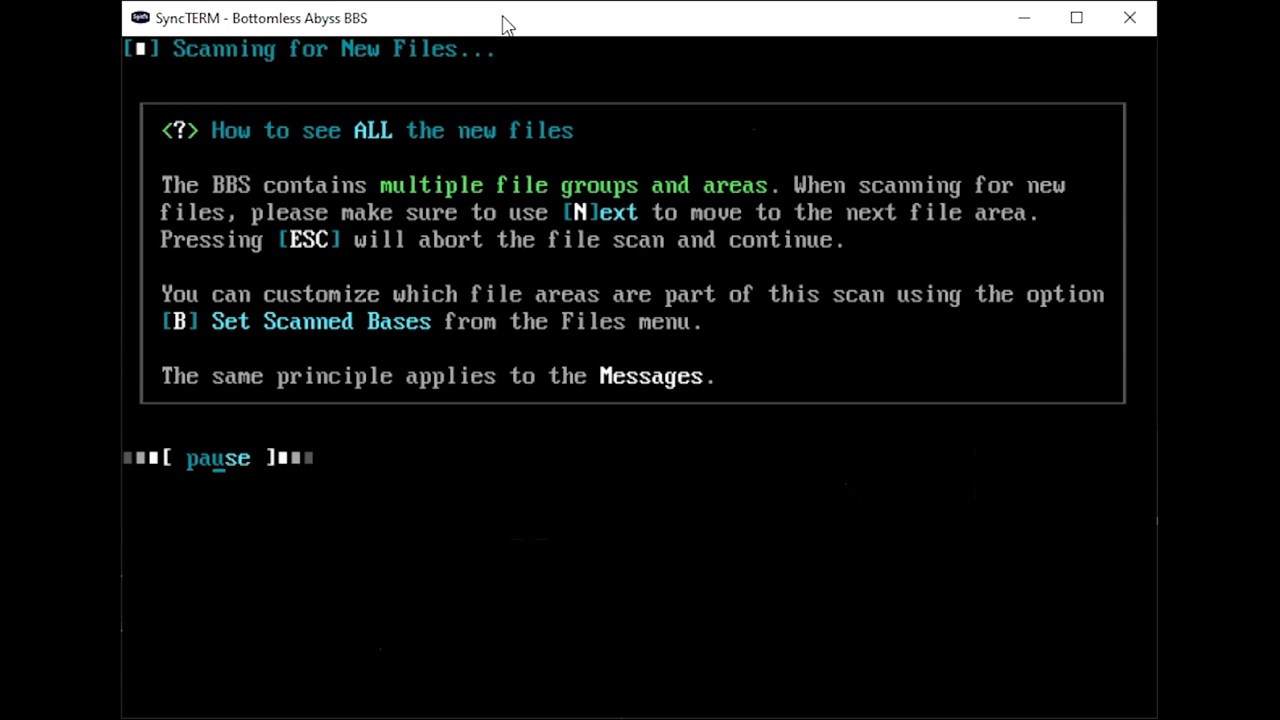 SyncTERM - Bottomless Abyss BBS
[■] Scanning for New Files...
<?> How to see ALL the new files
The BBS contains multiple file groups and areas. When scanning for new
files, please make sure to use [N]ext to move to the next file area.
Pressing [ESC] will abort the file scan and continue.
You can customize which file areas are part of this scan using the option
[B] Set Scanned Bases from the Files menu.
The same principle applies to the Messages.
[ pause ]